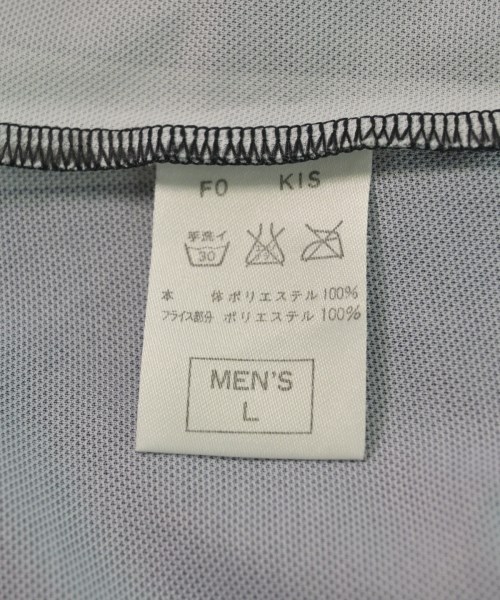 FO KIS
手洗イ
30
本 体 ポリエステル 100%
フライス部分 ポリエステル 100%
MEN'S
L